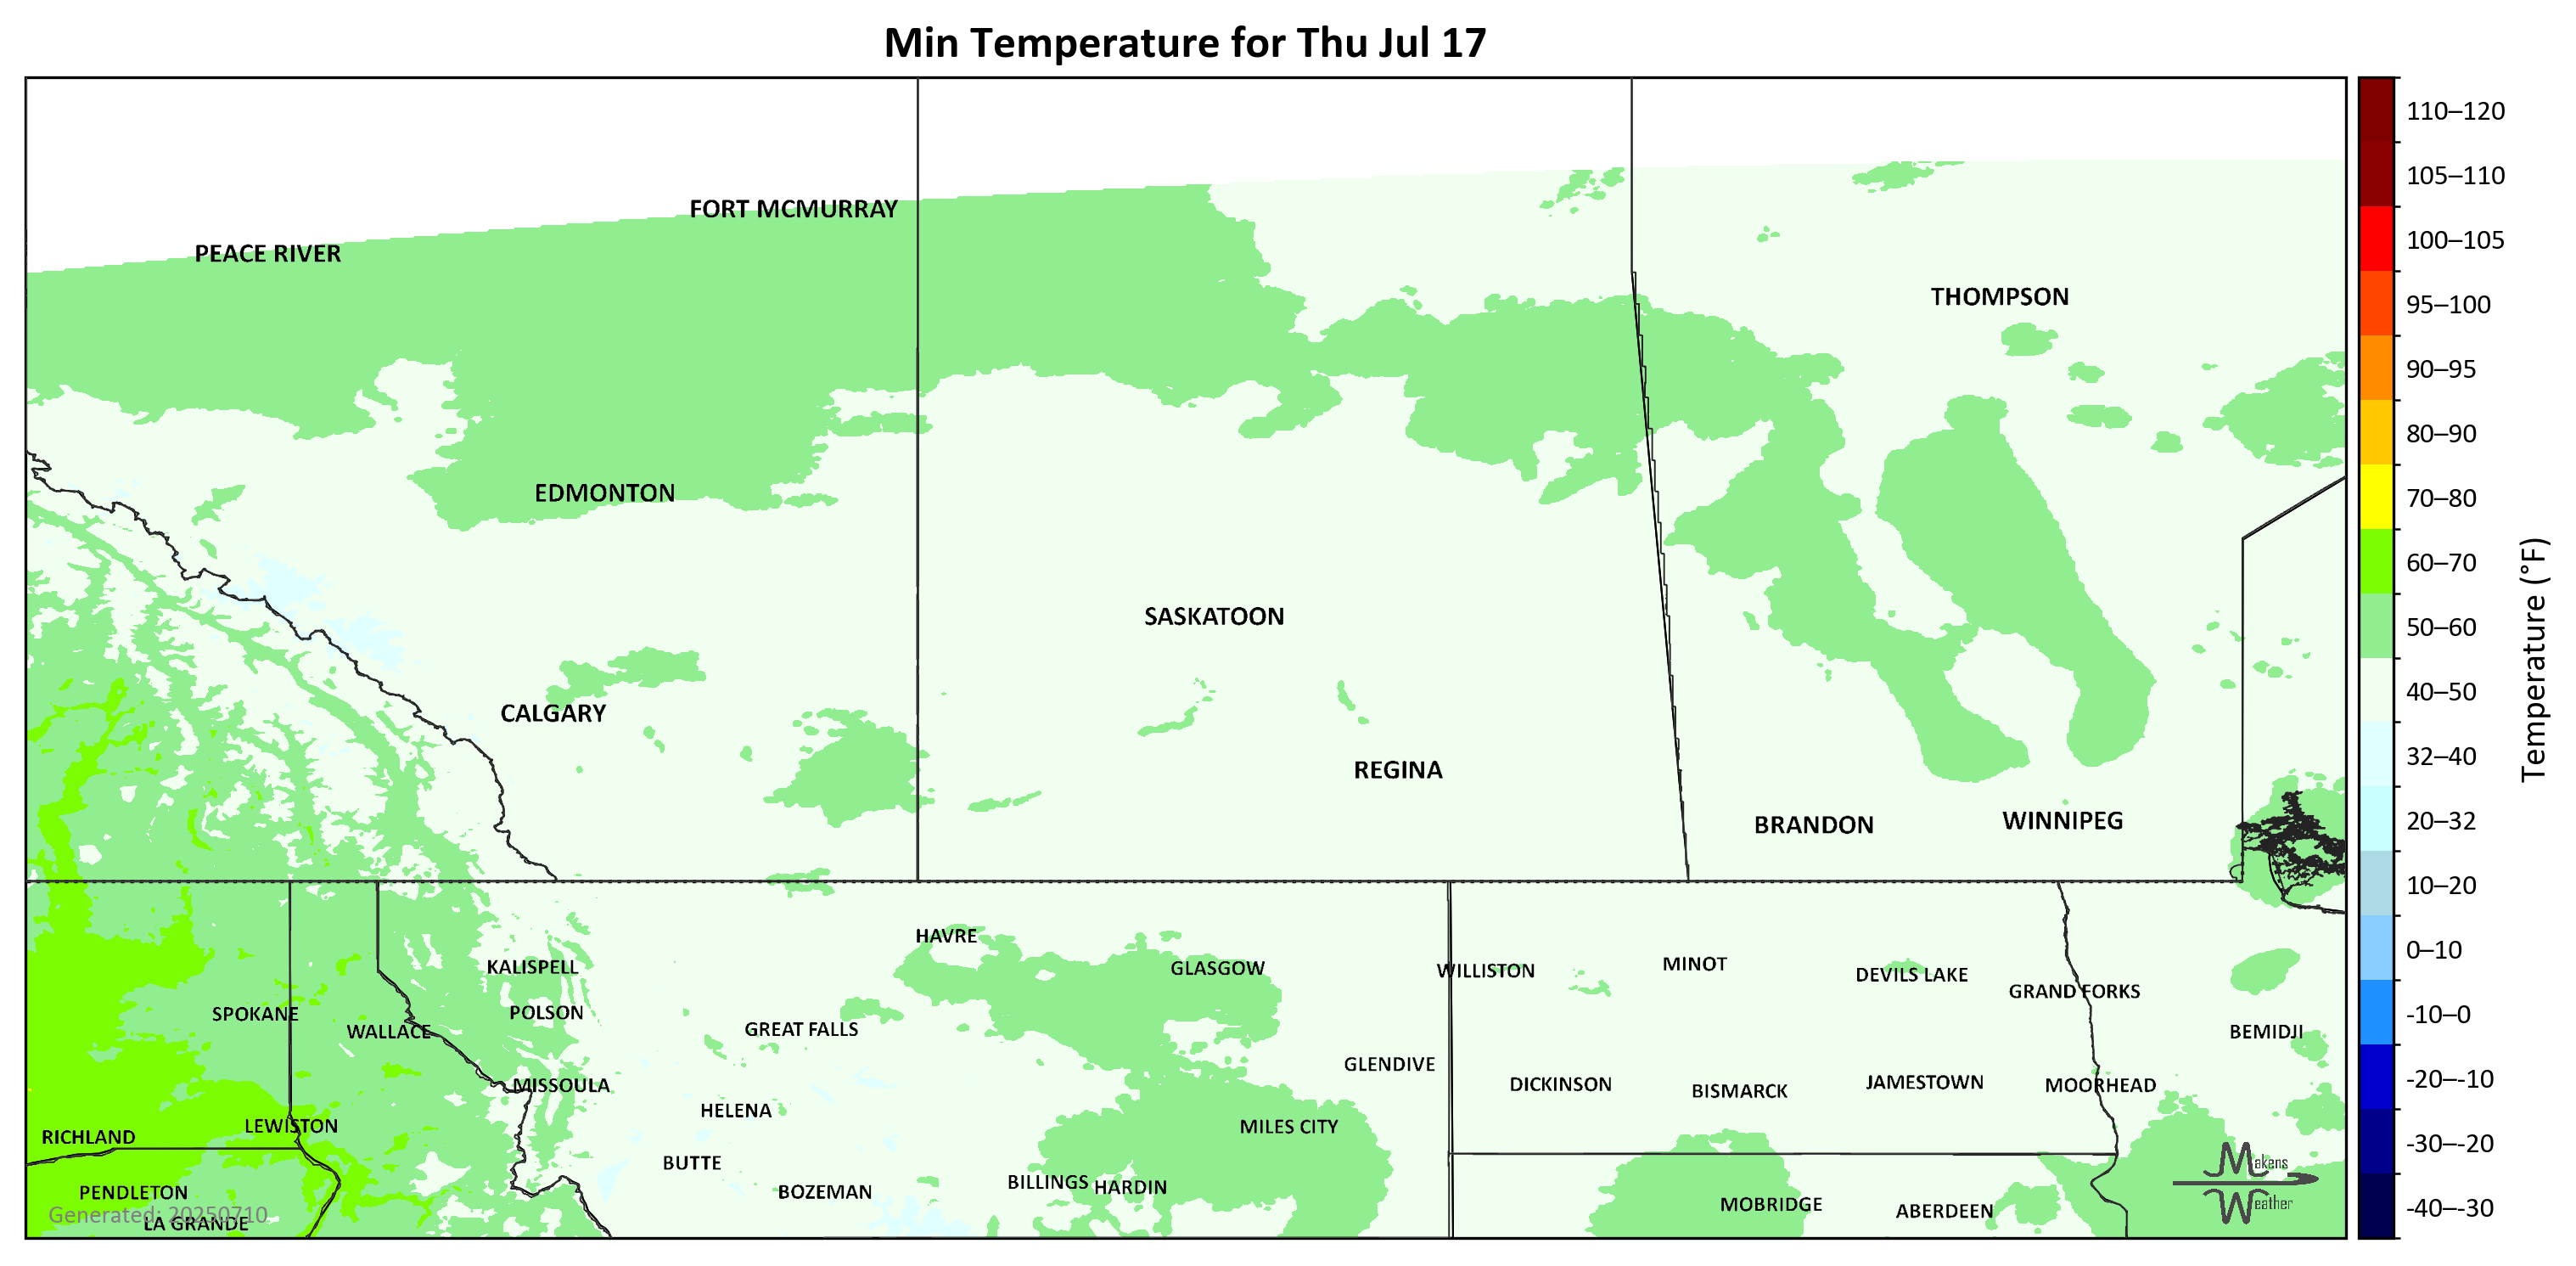 Min Temperature for Thu Jul 17
110–120
105–110
100–105
95–100
90–95
80–90
70–80
60–70
50–60
40–50
32–40
20–32
10–20
0–10
-10–0
-20–-10
-30–-20
-40–-30
Temperature (°F)
FORT MCMURRAY
PEACE RIVER
THOMPSON
EDMONTON
SASKATOON
CALGARY
REGINA
BRANDON
WINNIPEG
HAVRE
KALISPELL
GLASGOW
WILLISTON
MINOT
DEVILS LAKE
GRAND FORKS
SPOKANE
POLSON
WALLACE
GREAT FALLS
BEMIDJI
GLENDIVE
MISSOULA
DICKINSON
BISMARCK
JAMESTOWN
MOORHEAD
HELENA
LEWISTON
MILES CITY
RICHLAND
BUTTE
BILLINGS
HARDIN
PENDLETON
BOZEMAN
MOBRIDGE
ABERDEEN
LA GRANDE
Generated: 20250710
Makens
Weather